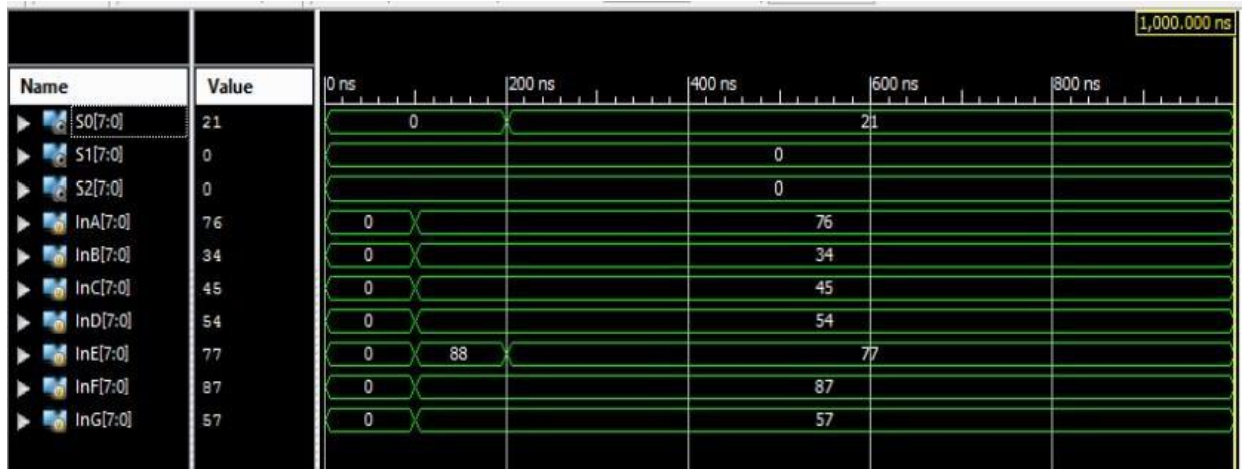 1,000.000 ns
Name Value 0 ns 200 ns 400 ns 600 ns 800 ns
S0[7:0] 21 0 21
S1[7:0] 0 0
S2[7:0] 0 0
InA[7:0] 76 0 76
InB[7:0] 34 0 34
InC[7:0] 45 0 45
InD[7:0] 54 0 54
InE[7:0] 77 0 88 77
InF[7:0] 87 0 87
InG[7:0] 57 0 57